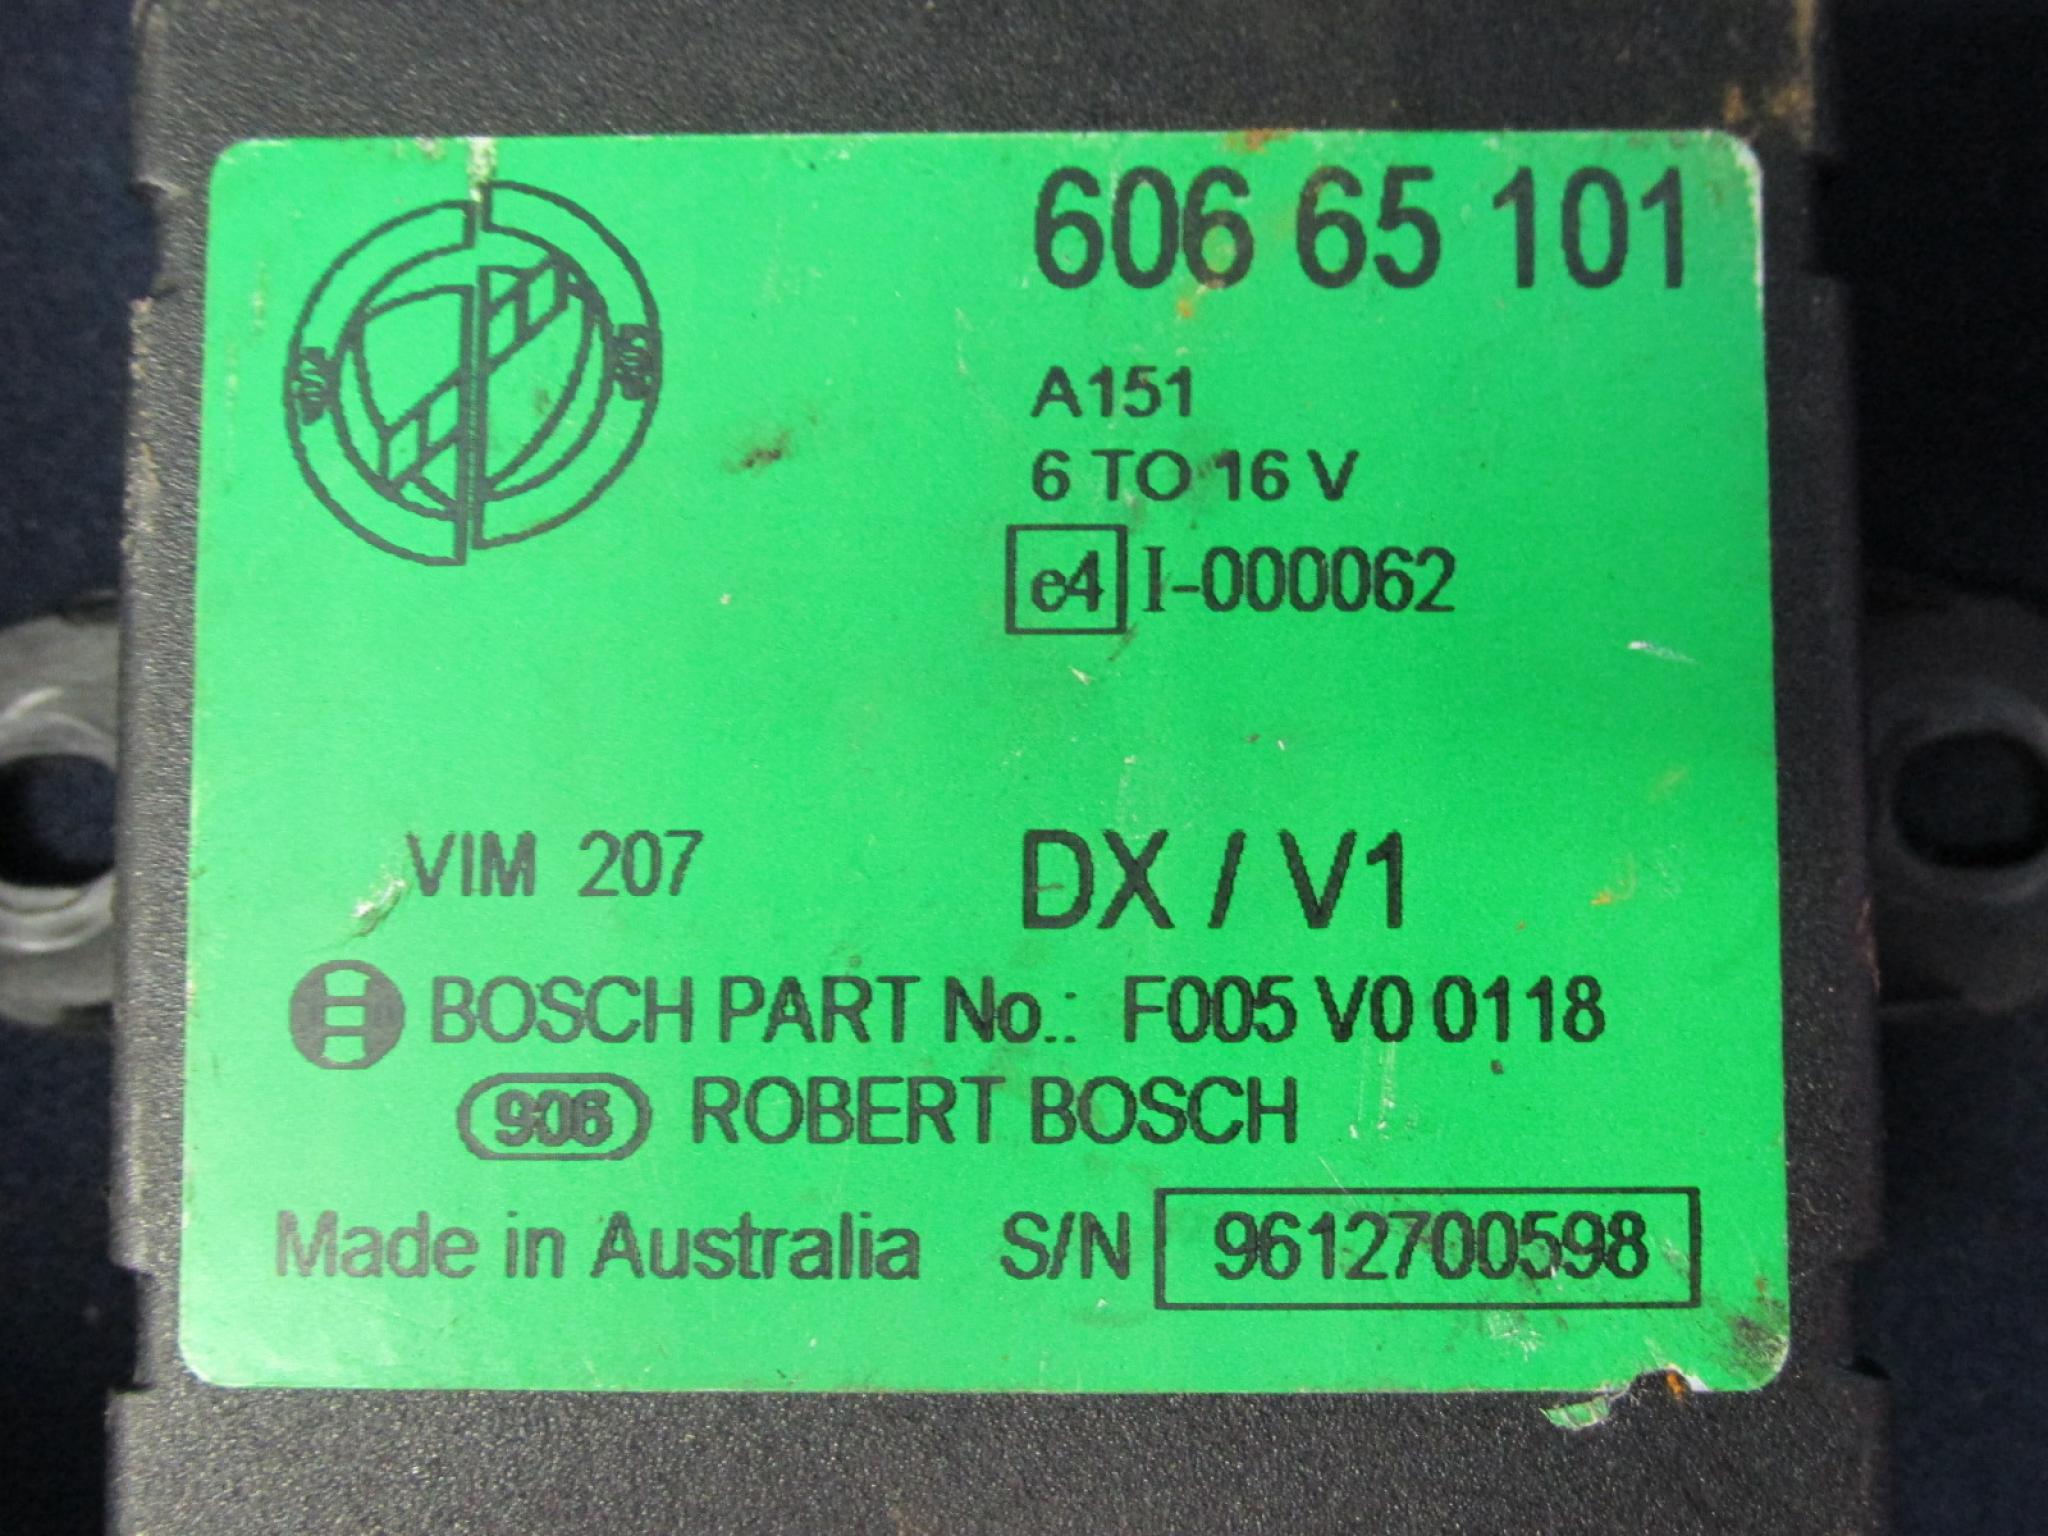 606 65 101
A151
6 TO 16 V
e4 I-000062
VIM 207 DX / V1
BOSCH PART No.: F005 V0 0118
906 ROBERT BOSCH
Made in Australia S/N 9612700598